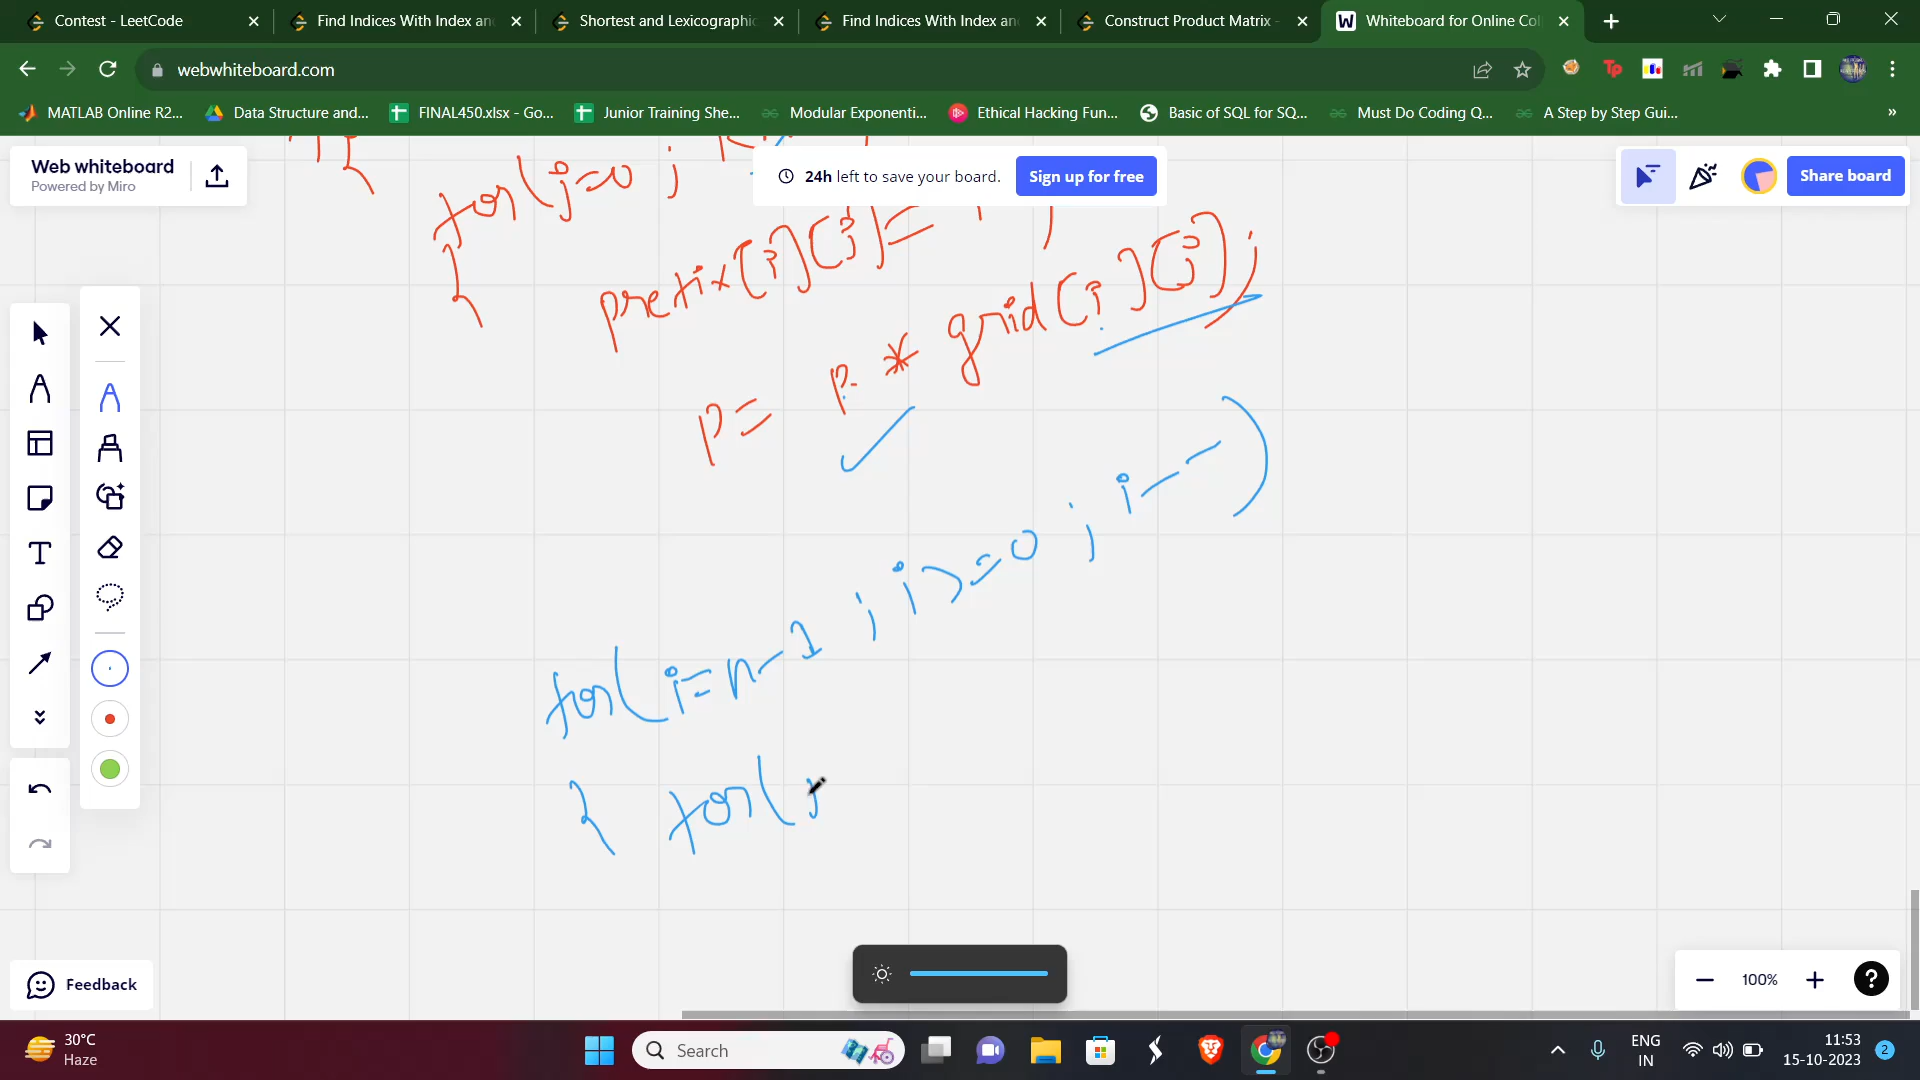 Contest - LeetCode
Find Indices With Index an
Shortest and Lexicographic
Find Indices With Index an
Construct Product Matrix -
Whiteboard for Online Col
webwhiteboard.com
MATLAB Online R2...
Data Structure and...
FINAL450.xlsx - Go...
Junior Training She...
Modular Exponenti...
Ethical Hacking Fun...
Basic of SQL for SQ...
Must Do Coding Q...
A Step by Step Gui...
»
Web whiteboard
Powered by Miro
24h left to save your board.
Sign up for free
Share board
{
for(j=0 ;
{ prefix[i][j]= ;
p = p * grid[i][j];
for(i=n-1 ; i>=0 ; i--)
{ for(j
Feedback
100%
30°C
Haze
Search
ENG
IN
11:53
15-10-2023
2